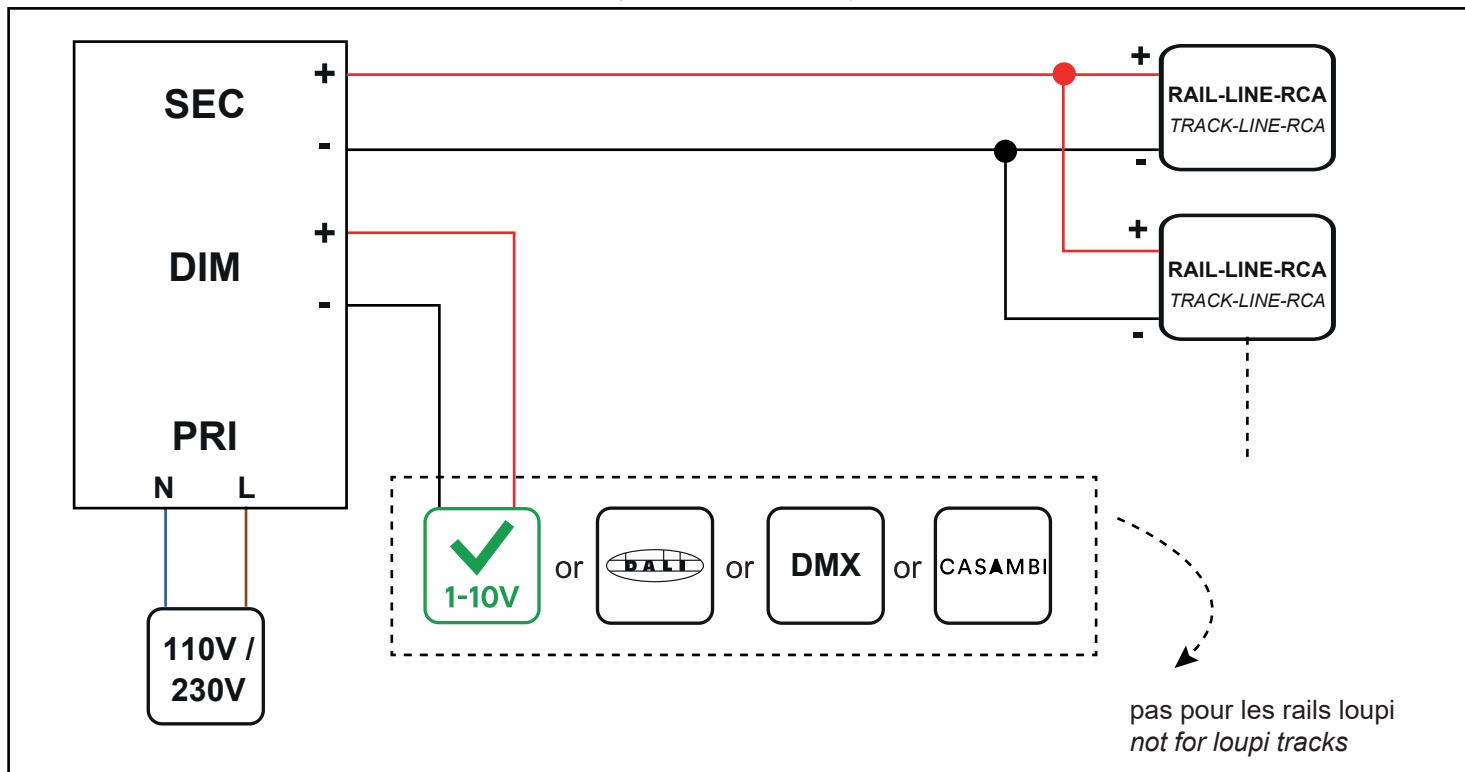 SEC
+
-
DIM
+
-
PRI
N L
110V /
230V
+
RAIL-LINE-RCA
TRACK-LINE-RCA
-
+
RAIL-LINE-RCA
TRACK-LINE-RCA
-
1-10V
or
DALI
or
DMX
or
CASAMBI
pas pour les rails loupi
not for loupi tracks